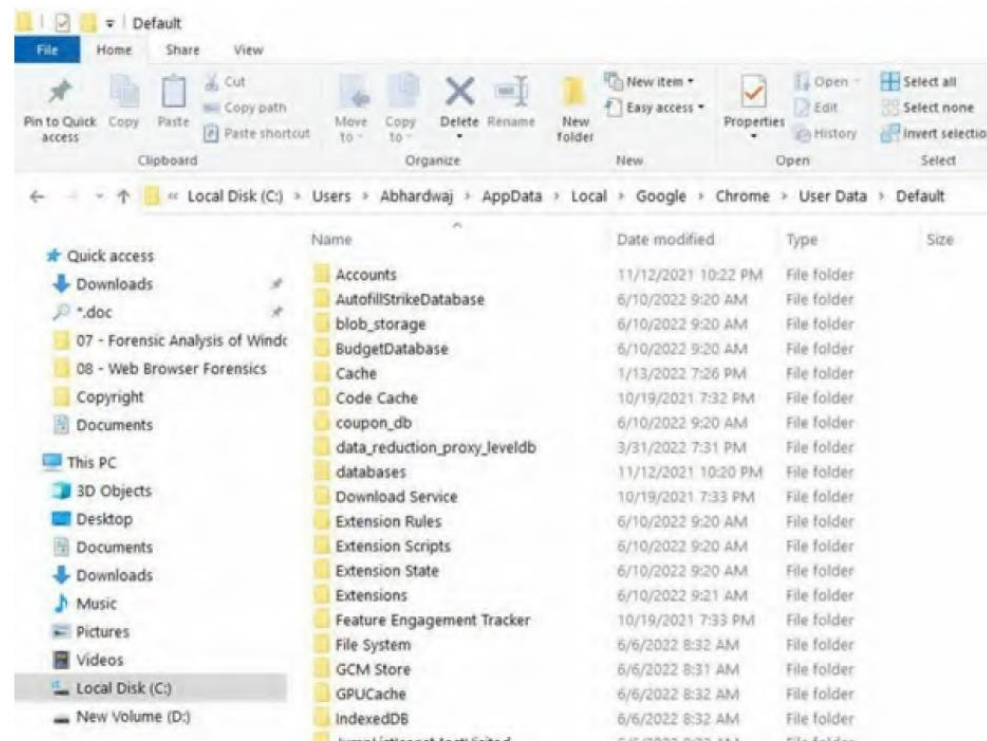 Default
File Home Share View
Pin to Quick access
Copy
Paste
Cut
Copy path
Paste shortcut
Move to
Copy to
Delete
Rename
New folder
New item
Easy access
Properties
Open
Edit
History
Select all
Select none
Invert selectio
Clipboard Organize New Open Select
« Local Disk (C:) › Users › Abhardwaj › AppData › Local › Google › Chrome › User Data › Default
Quick access
Downloads
*.doc
07 - Forensic Analysis of Windc
08 - Web Browser Forensics
Copyright
Documents
This PC
3D Objects
Desktop
Documents
Downloads
Music
Pictures
Videos
Local Disk (C:)
New Volume (D:)
Name Date modified Type Size
Accounts 11/12/2021 10:22 PM File folder
AutofillStrikeDatabase 6/10/2022 9:20 AM File folder
blob_storage 6/10/2022 9:20 AM File folder
BudgetDatabase 6/10/2022 9:20 AM File folder
Cache 1/13/2022 7:26 PM File folder
Code Cache 10/19/2021 7:32 PM File folder
coupon_db 6/10/2022 9:20 AM File folder
data_reduction_proxy_leveldb 3/31/2022 7:31 PM File folder
databases 11/12/2021 10:20 PM File folder
Download Service 10/19/2021 7:33 PM File folder
Extension Rules 6/10/2022 9:20 AM File folder
Extension Scripts 6/10/2022 9:20 AM File folder
Extension State 6/10/2022 9:20 AM File folder
Extensions 6/10/2022 9:21 AM File folder
Feature Engagement Tracker 10/19/2021 7:33 PM File folder
File System 6/6/2022 8:32 AM File folder
GCM Store 6/6/2022 8:31 AM File folder
GPUCache 6/6/2022 8:32 AM File folder
IndexedDB 6/6/2022 8:32 AM File folder